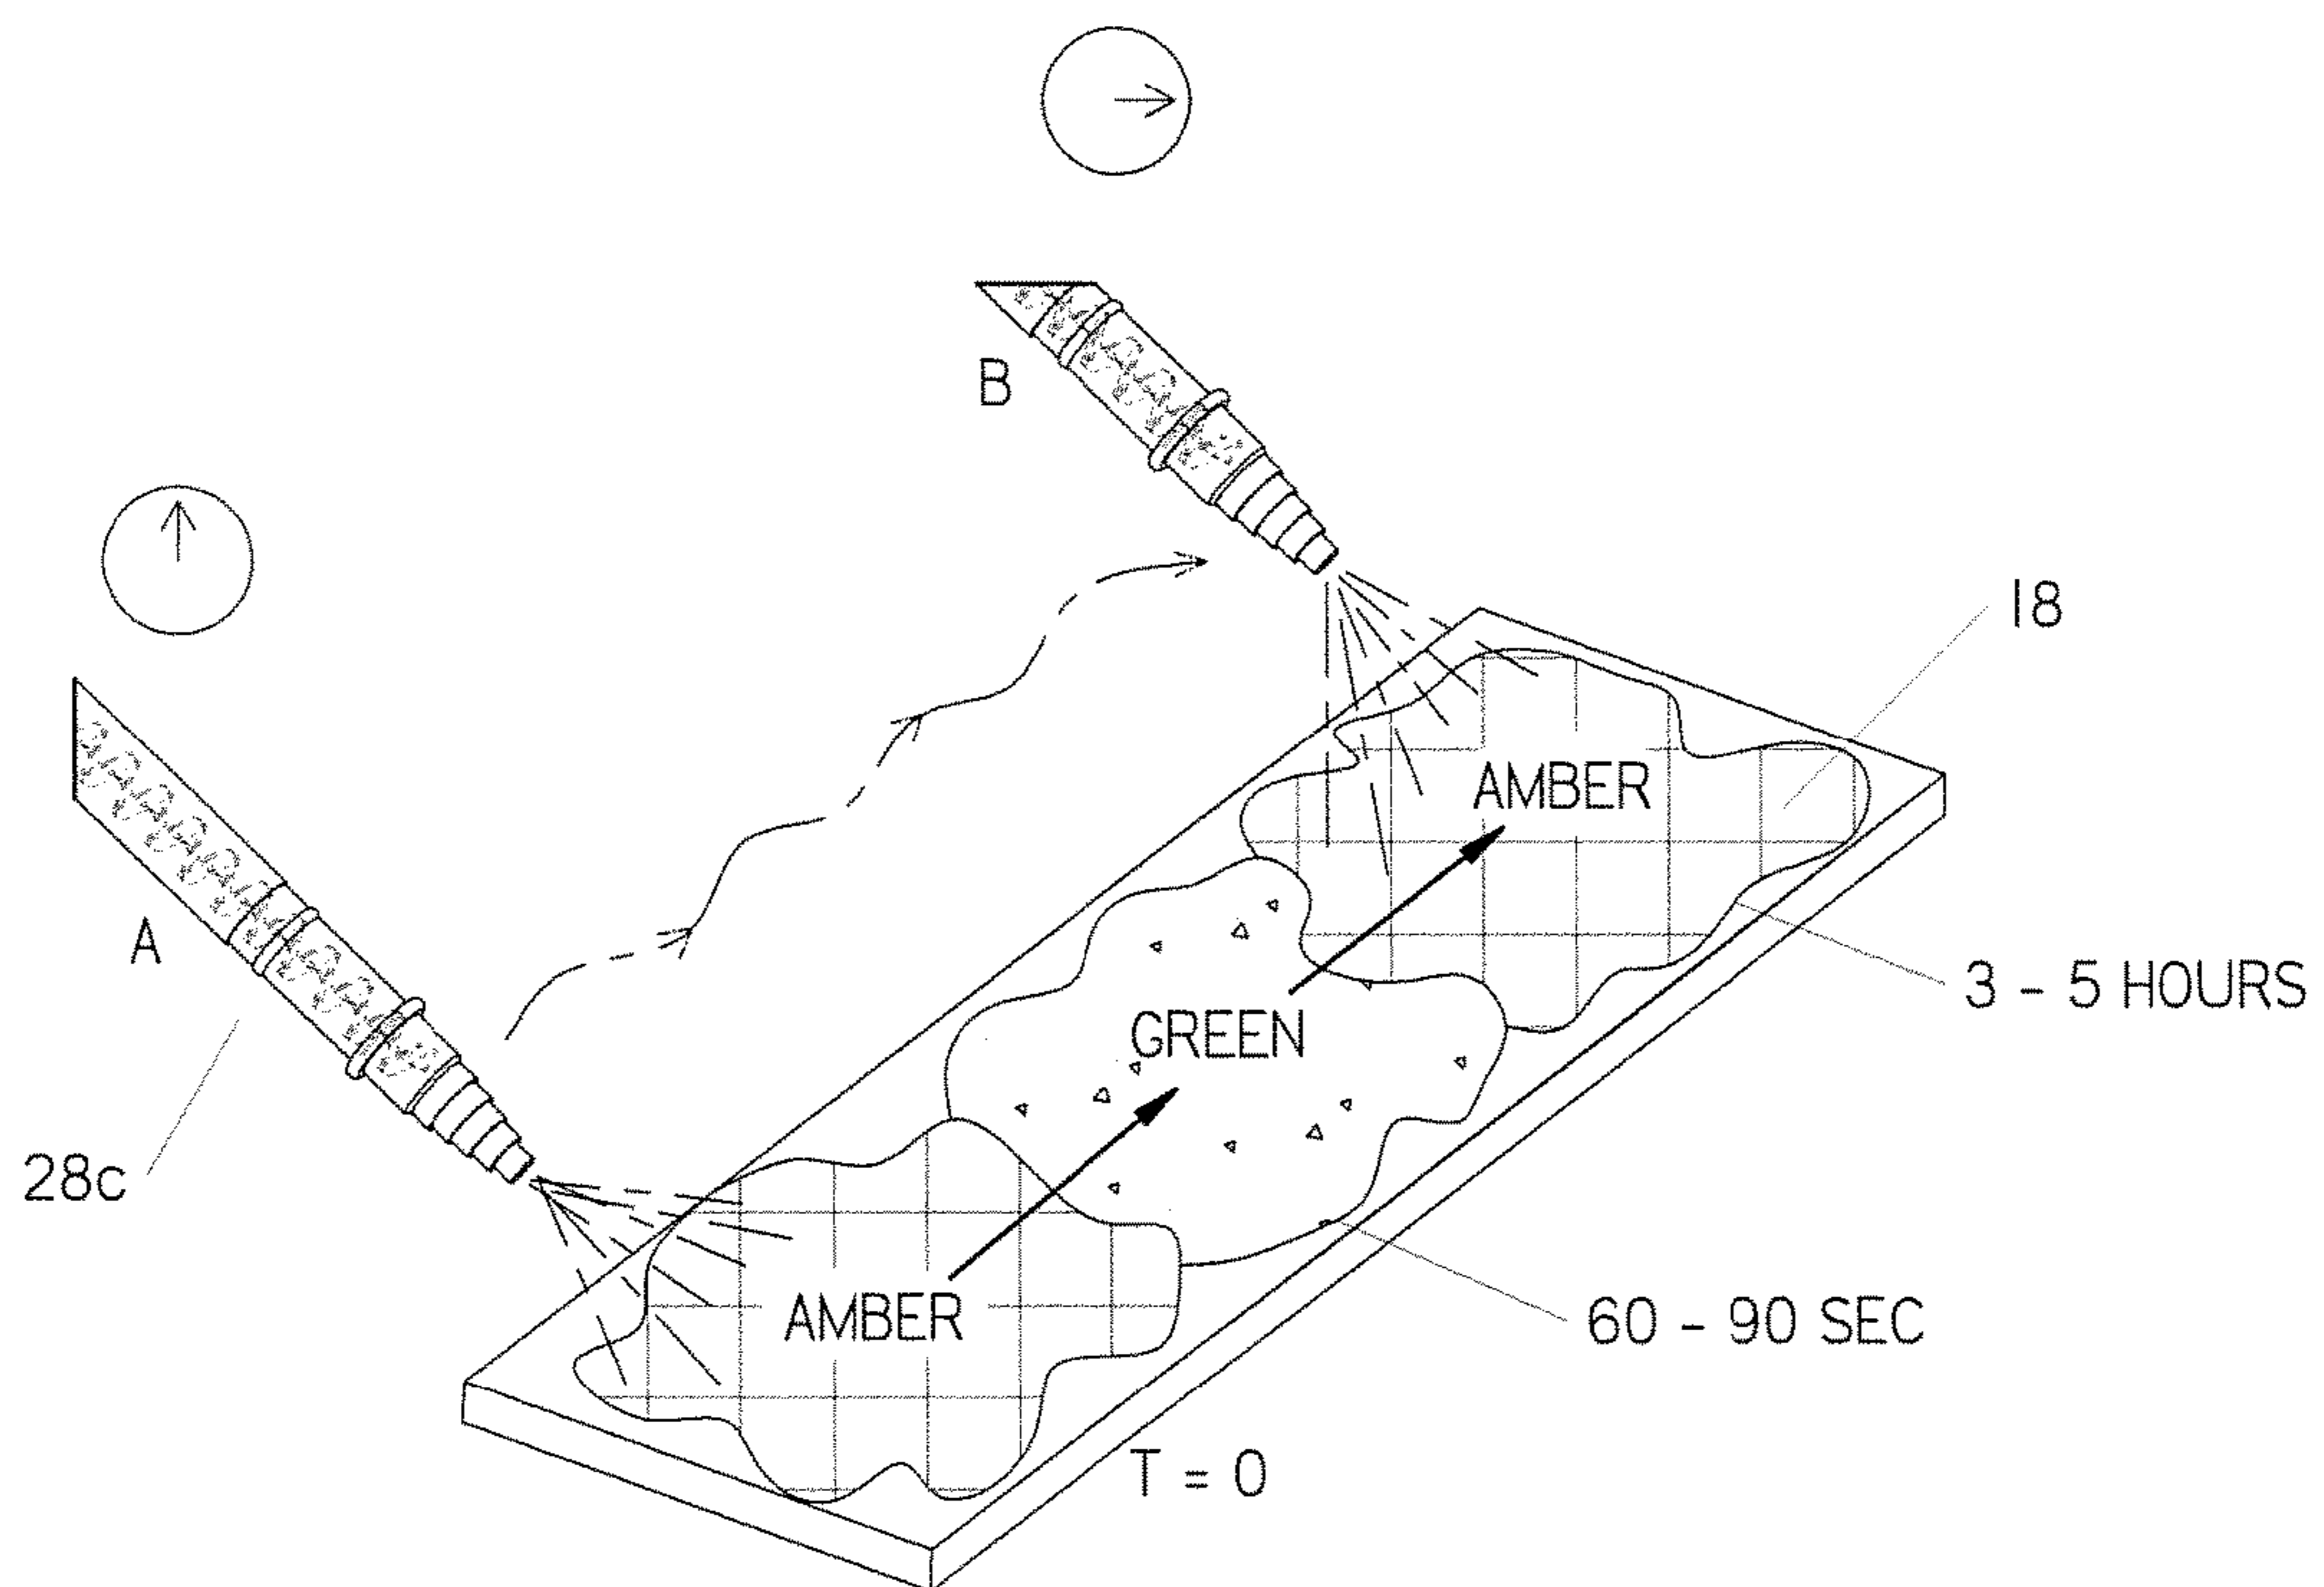 B
18
A
AMBER
3 - 5 HOURS
GREEN
28c
AMBER
60 - 90 SEC
T = 0